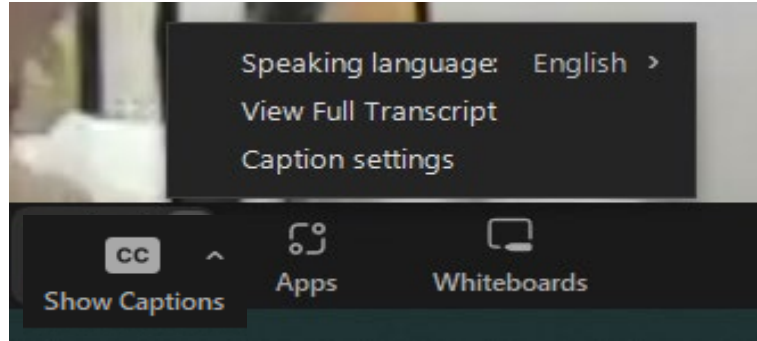 Speaking language: English >
View Full Transcript
Caption settings
CC
Show Captions
Apps
Whiteboards